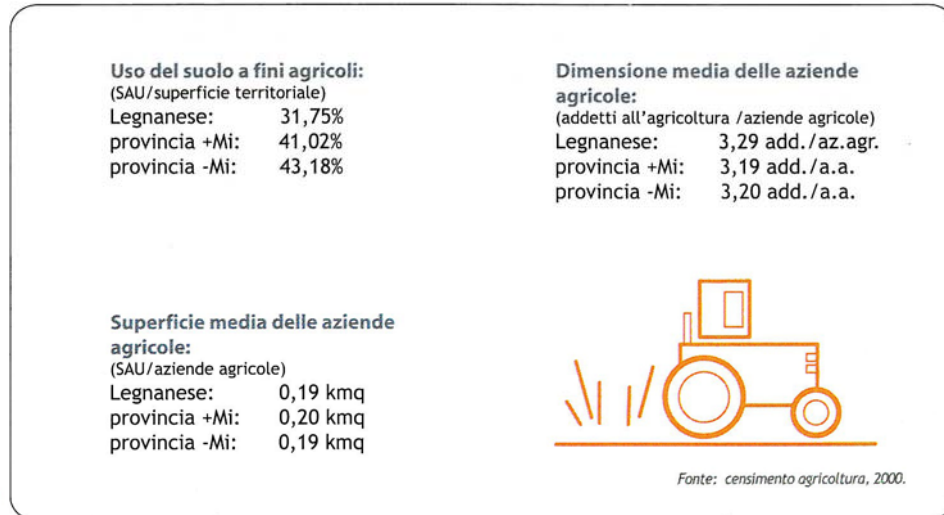 Uso del suolo a fini agricoli:
(SAU/superficie territoriale)
Legnanese: 31,75%
provincia +Mi: 41,02%
provincia -Mi: 43,18%
Dimensione media delle aziende
agricole:
(addetti all'agricoltura /aziende agricole)
Legnanese: 3,29 add./az.agr.
provincia +Mi: 3,19 add./a.a.
provincia -Mi: 3,20 add./a.a.
Superficie media delle aziende
agricole:
(SAU/aziende agricole)
Legnanese: 0,19 kmq
provincia +Mi: 0,20 kmq
provincia -Mi: 0,19 kmq
Fonte: censimento agricoltura, 2000.